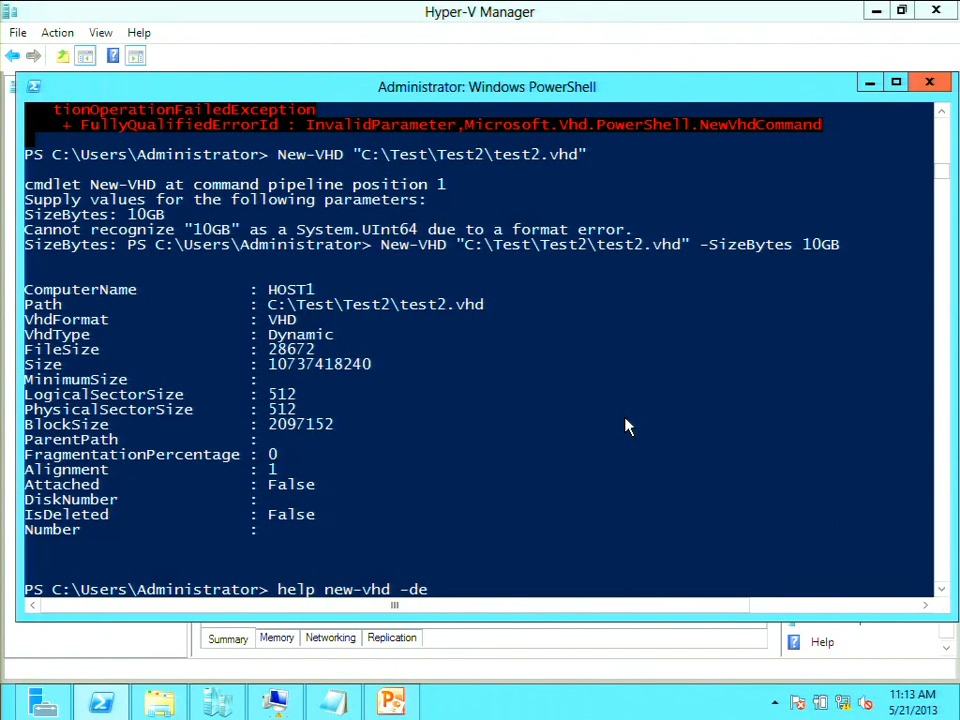 Hyper-V Manager
File Action View Help
Administrator: Windows PowerShell
tionOperationFailedException
+ FullyQualifiedErrorId : InvalidParameter,Microsoft.Vhd.PowerShell.NewVhdCommand
PS C:\Users\Administrator> New-VHD "C:\Test\Test2\test2.vhd"
cmdlet New-VHD at command pipeline position 1
Supply values for the following parameters:
SizeBytes: 10GB
Cannot recognize "10GB" as a System.UInt64 due to a format error.
SizeBytes: PS C:\Users\Administrator> New-VHD "C:\Test\Test2\test2.vhd" -SizeBytes 10GB
ComputerName : HOST1
Path : C:\Test\Test2\test2.vhd
VhdFormat : VHD
VhdType : Dynamic
FileSize : 28672
Size : 10737418240
MinimumSize :
LogicalSectorSize : 512
PhysicalSectorSize : 512
BlockSize : 2097152
ParentPath :
FragmentationPercentage : 0
Alignment : 1
Attached : False
DiskNumber :
IsDeleted : False
Number :
PS C:\Users\Administrator> help new-vhd -de
Summary Memory Networking Replication
Help
11:13 AM
5/21/2013